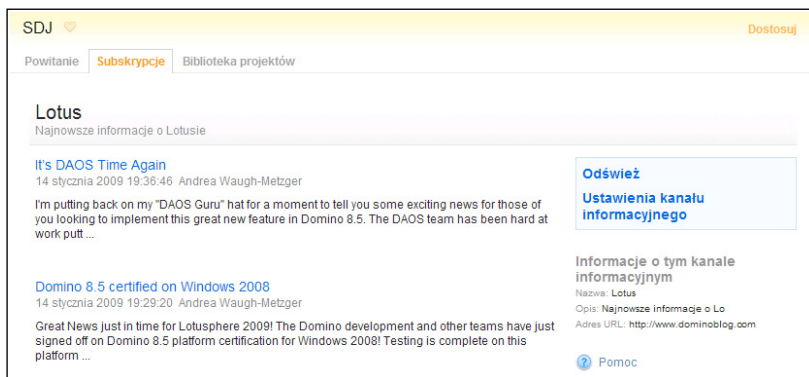 SDJ
Dostosuj
Powitanie
Subskrypcje
Biblioteka projektów
Lotus
Najnowsze informacje o Lotusie
It's DAOS Time Again
14 stycznia 2009 19:36:46 Andrea Waugh-Metzger
I'm putting back on my "DAOS Guru" hat for a moment to tell you some exciting news for those of
you looking to implement this great new feature in Domino 8.5. The DAOS team has been hard at
work putt ...
Domino 8.5 certified on Windows 2008
14 stycznia 2009 19:29:20 Andrea Waugh-Metzger
Great News just in time for Lotusphere 2009! The Domino development and other teams have just
signed off on Domino 8.5 platform certification for Windows 2008! Testing is complete on this
platform ...
Odśwież
Ustawienia kanału
informacyjnego
Informacje o tym kanale
informacyjnym
Nazwa: Lotus
Opis: Najnowsze informacje o Lo
Adres URL: http://www.dominoblog.com
? Pomoc